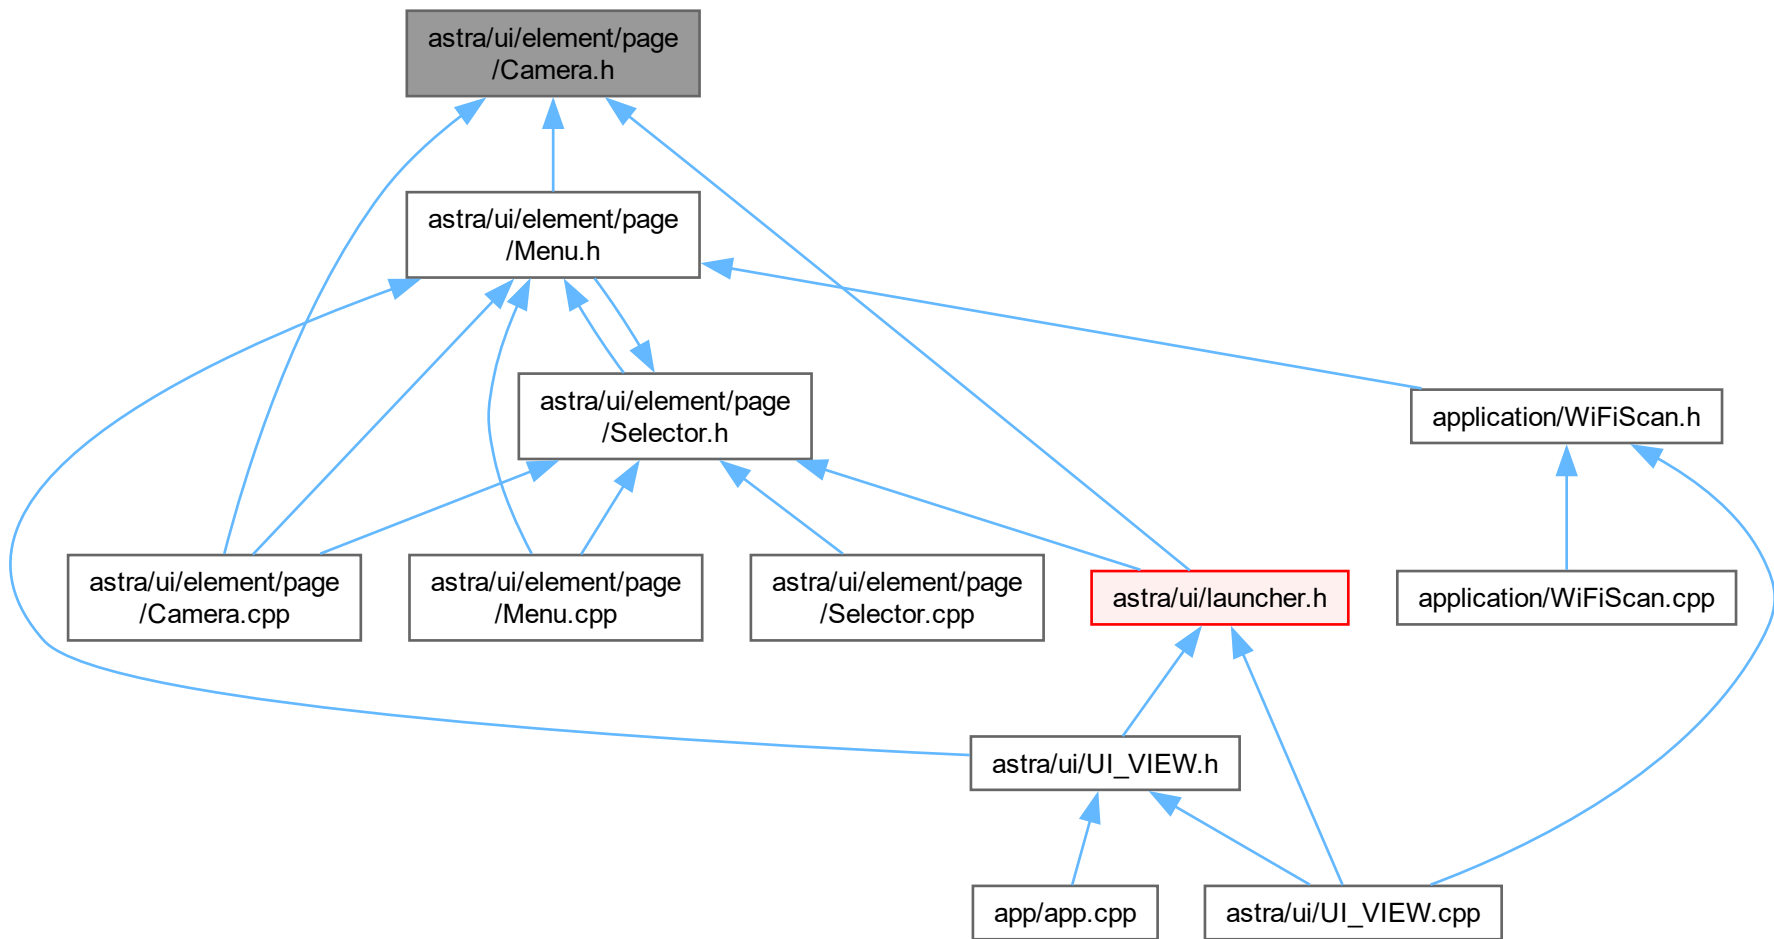 astra/ui/element/page
/Camera.h
astra/ui/element/page
/Menu.h
astra/ui/element/page
/Selector.h
application/WiFiScan.h
astra/ui/element/page
/Camera.cpp
astra/ui/element/page
/Menu.cpp
astra/ui/element/page
/Selector.cpp
astra/ui/launcher.h
application/WiFiScan.cpp
astra/ui/UI_VIEW.h
app/app.cpp
astra/ui/UI_VIEW.cpp